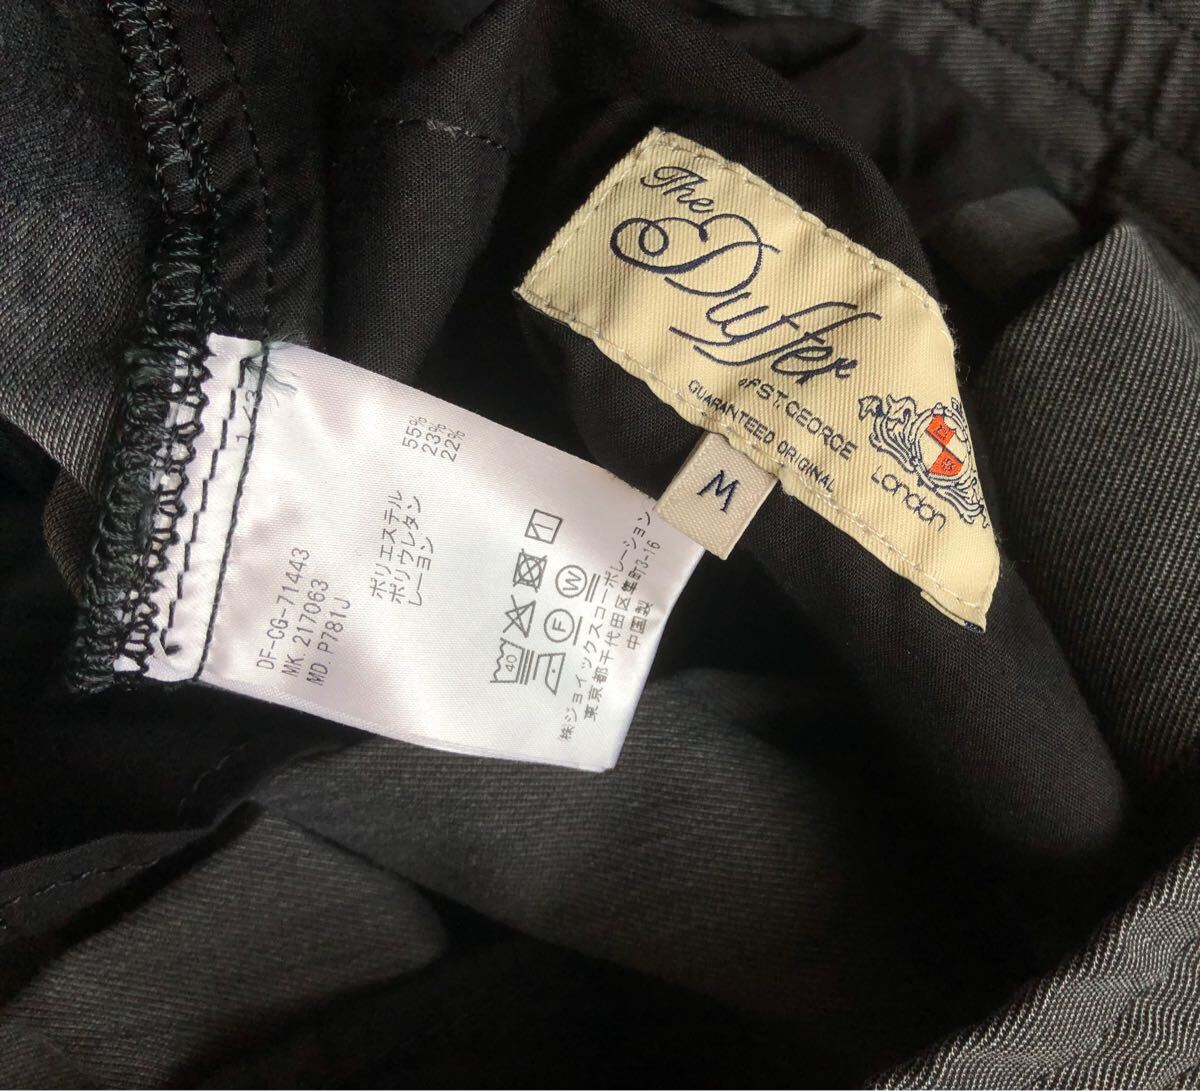 The
Duffer
of ST. GEORGE
GUARANTEED ORIGINAL
London
M
DF-CG-71443
MK. 217063
MD. P781J
ポリエステル 55%
ポリウレタン 23%
レーヨン 22%
40
F
W
株)ジョイックスコーポレーション
東京都千代田区隼町3-16
中国製